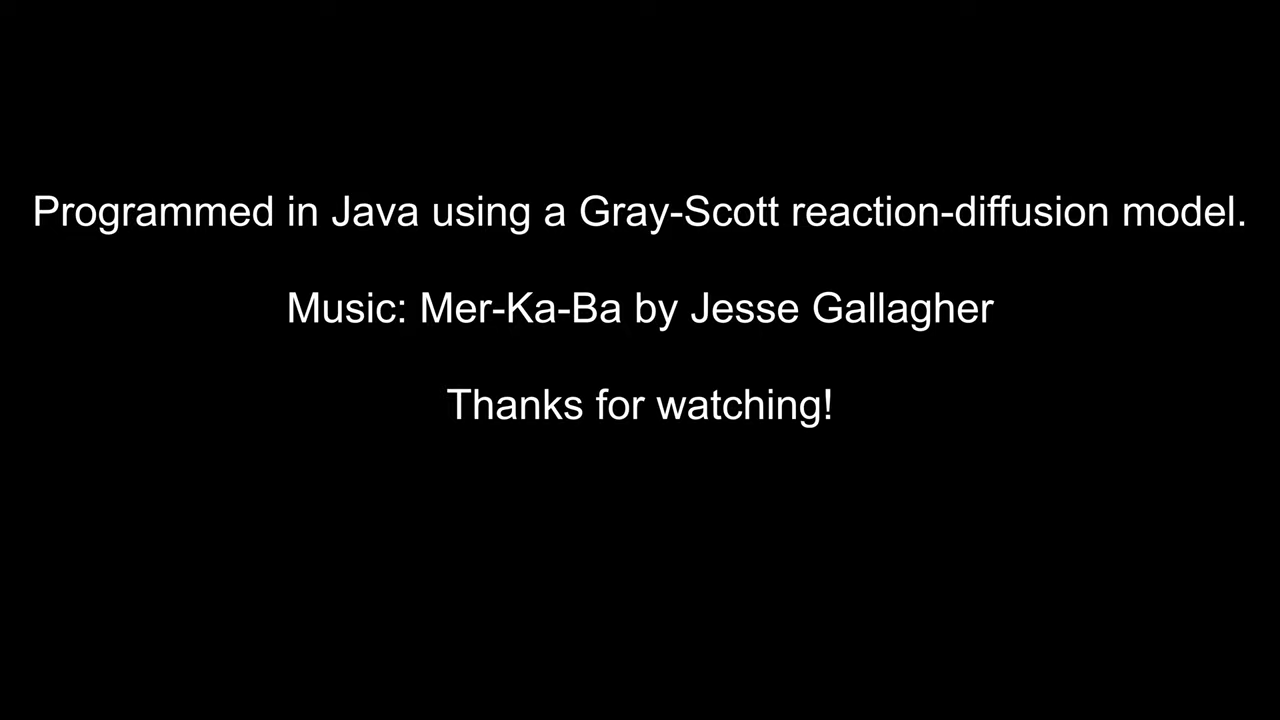 Programmed in Java using a Gray-Scott reaction-diffusion model.
Music: Mer-Ka-Ba by Jesse Gallagher
Thanks for watching!